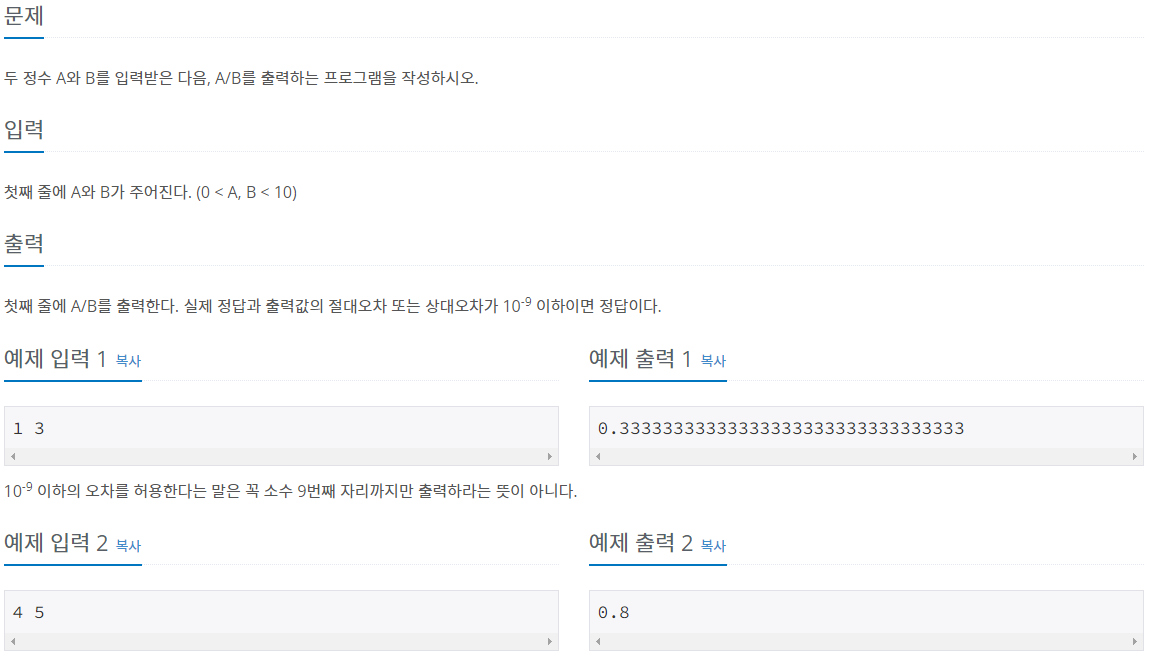 문제
두 정수 A와 B를 입력받은 다음, A/B를 출력하는 프로그램을 작성하시오.
입력
첫째 줄에 A와 B가 주어진다. (0 < A, B < 10)
출력
첫째 줄에 A/B를 출력한다. 실제 정답과 출력값의 절대오차 또는 상대오차가 10-9 이하이면 정답이다.
예제 입력 1 복사
1 3
예제 출력 1 복사
0.33333333333333333333333333333333
10-9 이하의 오차를 허용한다는 말은 꼭 소수 9번째 자리까지만 출력하라는 뜻이 아니다.
예제 입력 2 복사
4 5
예제 출력 2 복사
0.8